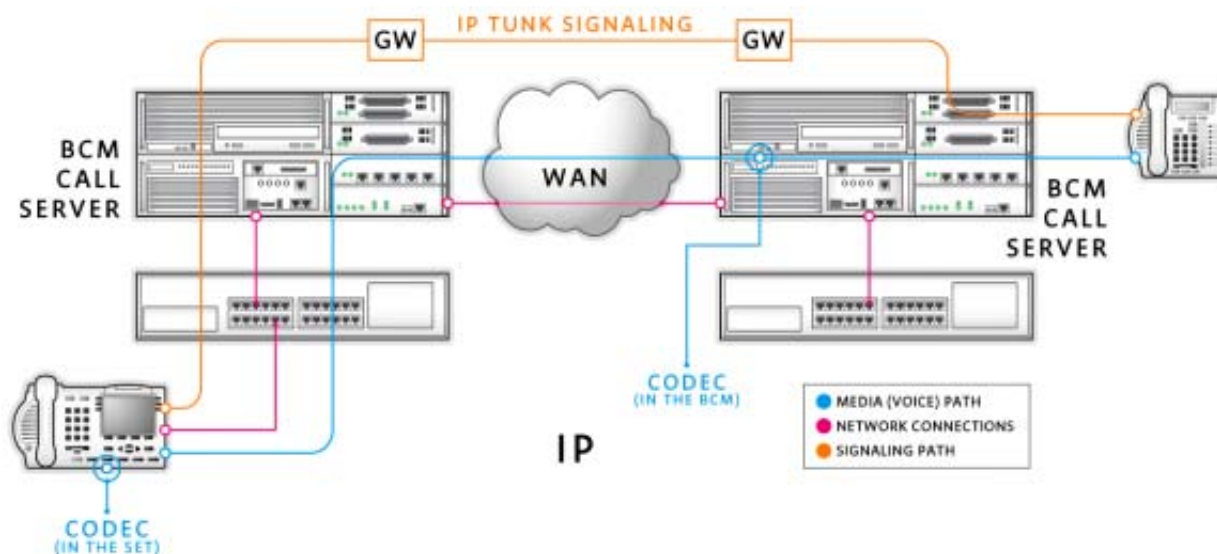 GW
IP TUNK SIGNALING
GW
BCM
CALL
SERVER
WAN
BCM
CALL
SERVER
CODEC
(IN THE BCM)
MEDIA (VOICE) PATH
NETWORK CONNECTIONS
SIGNALING PATH
IP
CODEC
(IN THE SET)